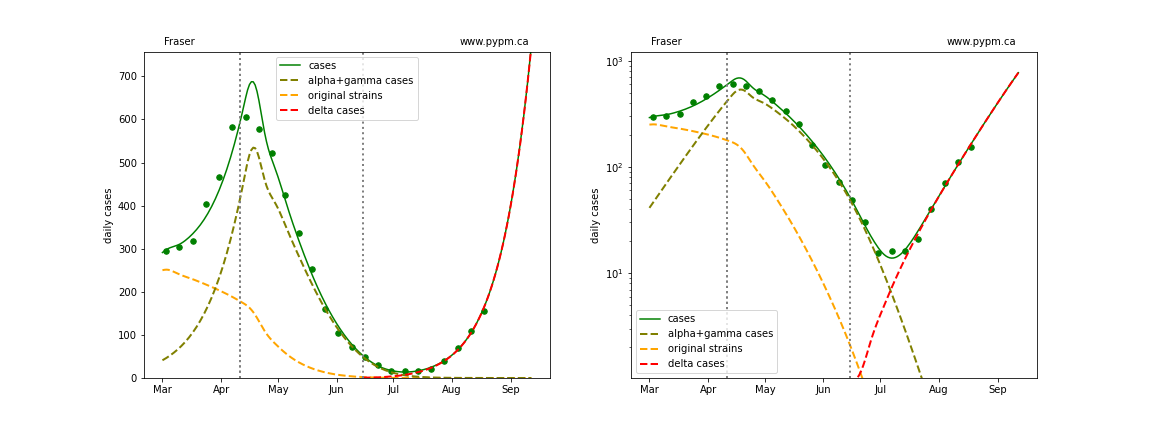 Fraser
www.pypm.ca
daily cases
700
600
500
400
300
200
100
0
Mar
Apr
May
Jun
Jul
Aug
Sep
cases
alpha+gamma cases
original strains
delta cases
Fraser
www.pypm.ca
daily cases
10³
10²
10¹
Mar
Apr
May
Jun
Jul
Aug
Sep
cases
alpha+gamma cases
original strains
delta cases